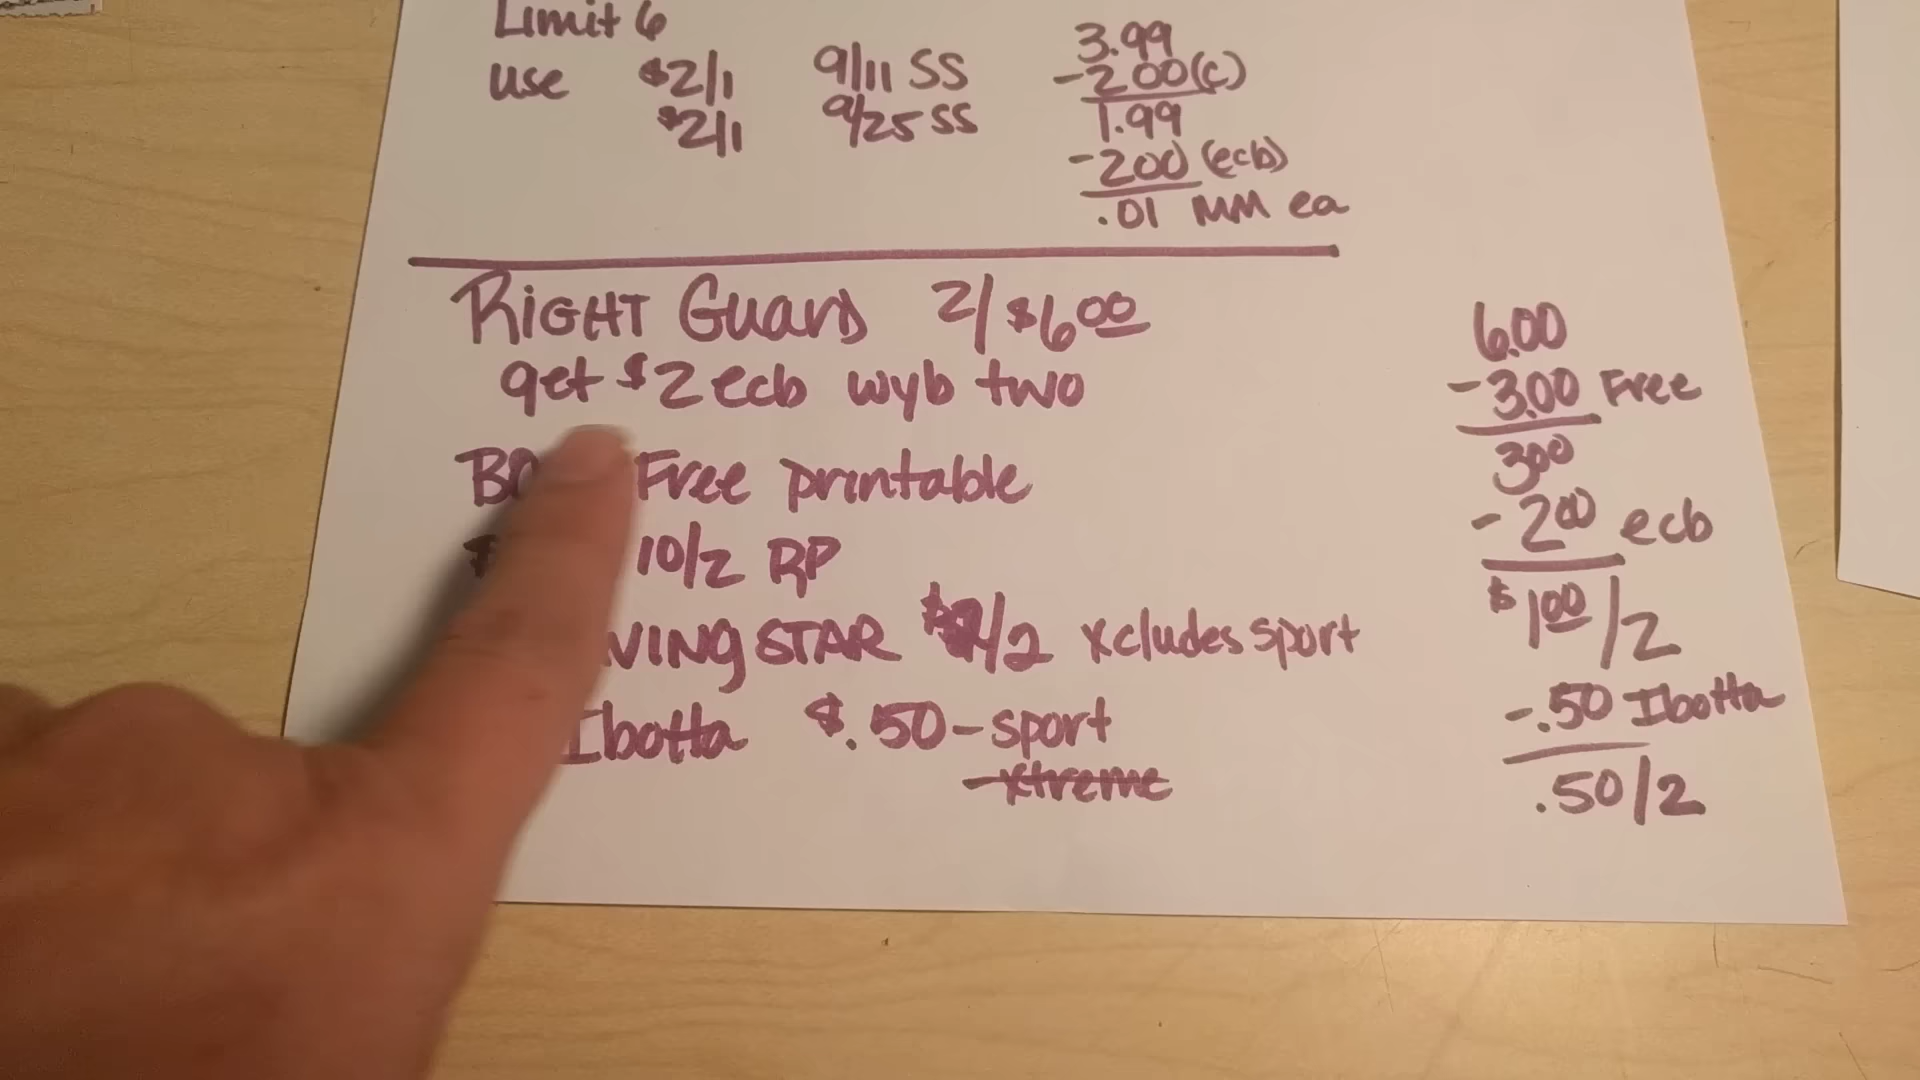 Limit 6
use $2/1 9/11 SS
$2/1 9/25 SS
3.99
-2.00(c)
1.99
-200 (ecb)
.01 MM ea
RIGHT Guard 2/$6.00
get $2 ecb wyb two
Free printable
10/2 RP
STAR /2 xcludes sport
Ibotta $.50-sport
-xtreme
6.00
-3.00 Free
3.00
-2.00 ecb
$1.00/2
-.50 Ibotta
.50/2